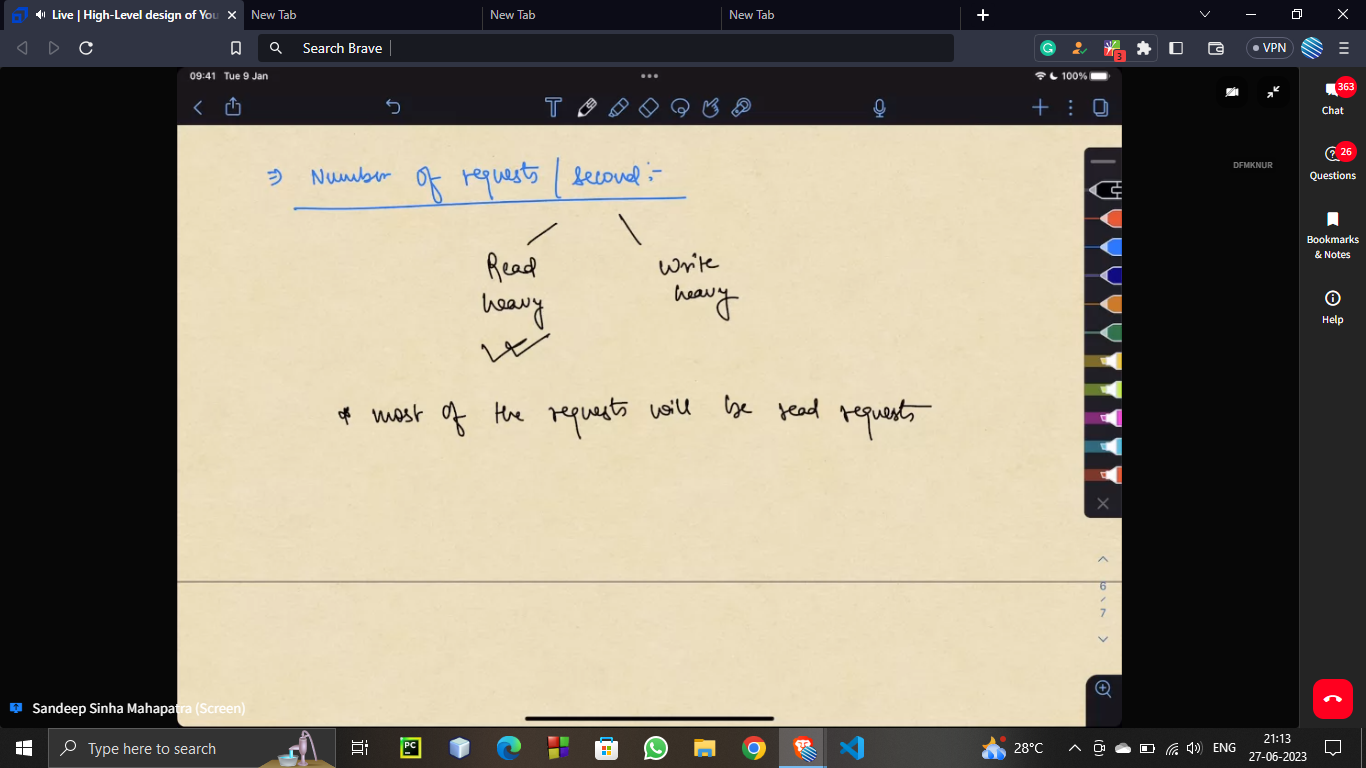 Live | High-Level design of You
New Tab
New Tab
New Tab
Search Brave
3
VPN
09:41 Tue 9 Jan
100%
363
Chat
26
Questions
Bookmarks
& Notes
Help
DFMKNUR
⇒ Number of requests / second :-
Read
heavy
Write
heavy
* most of the requests will be read requests
6
7
Sandeep Sinha Mahapatra (Screen)
Type here to search
PC
28°C
ENG
21:13
27-06-2023